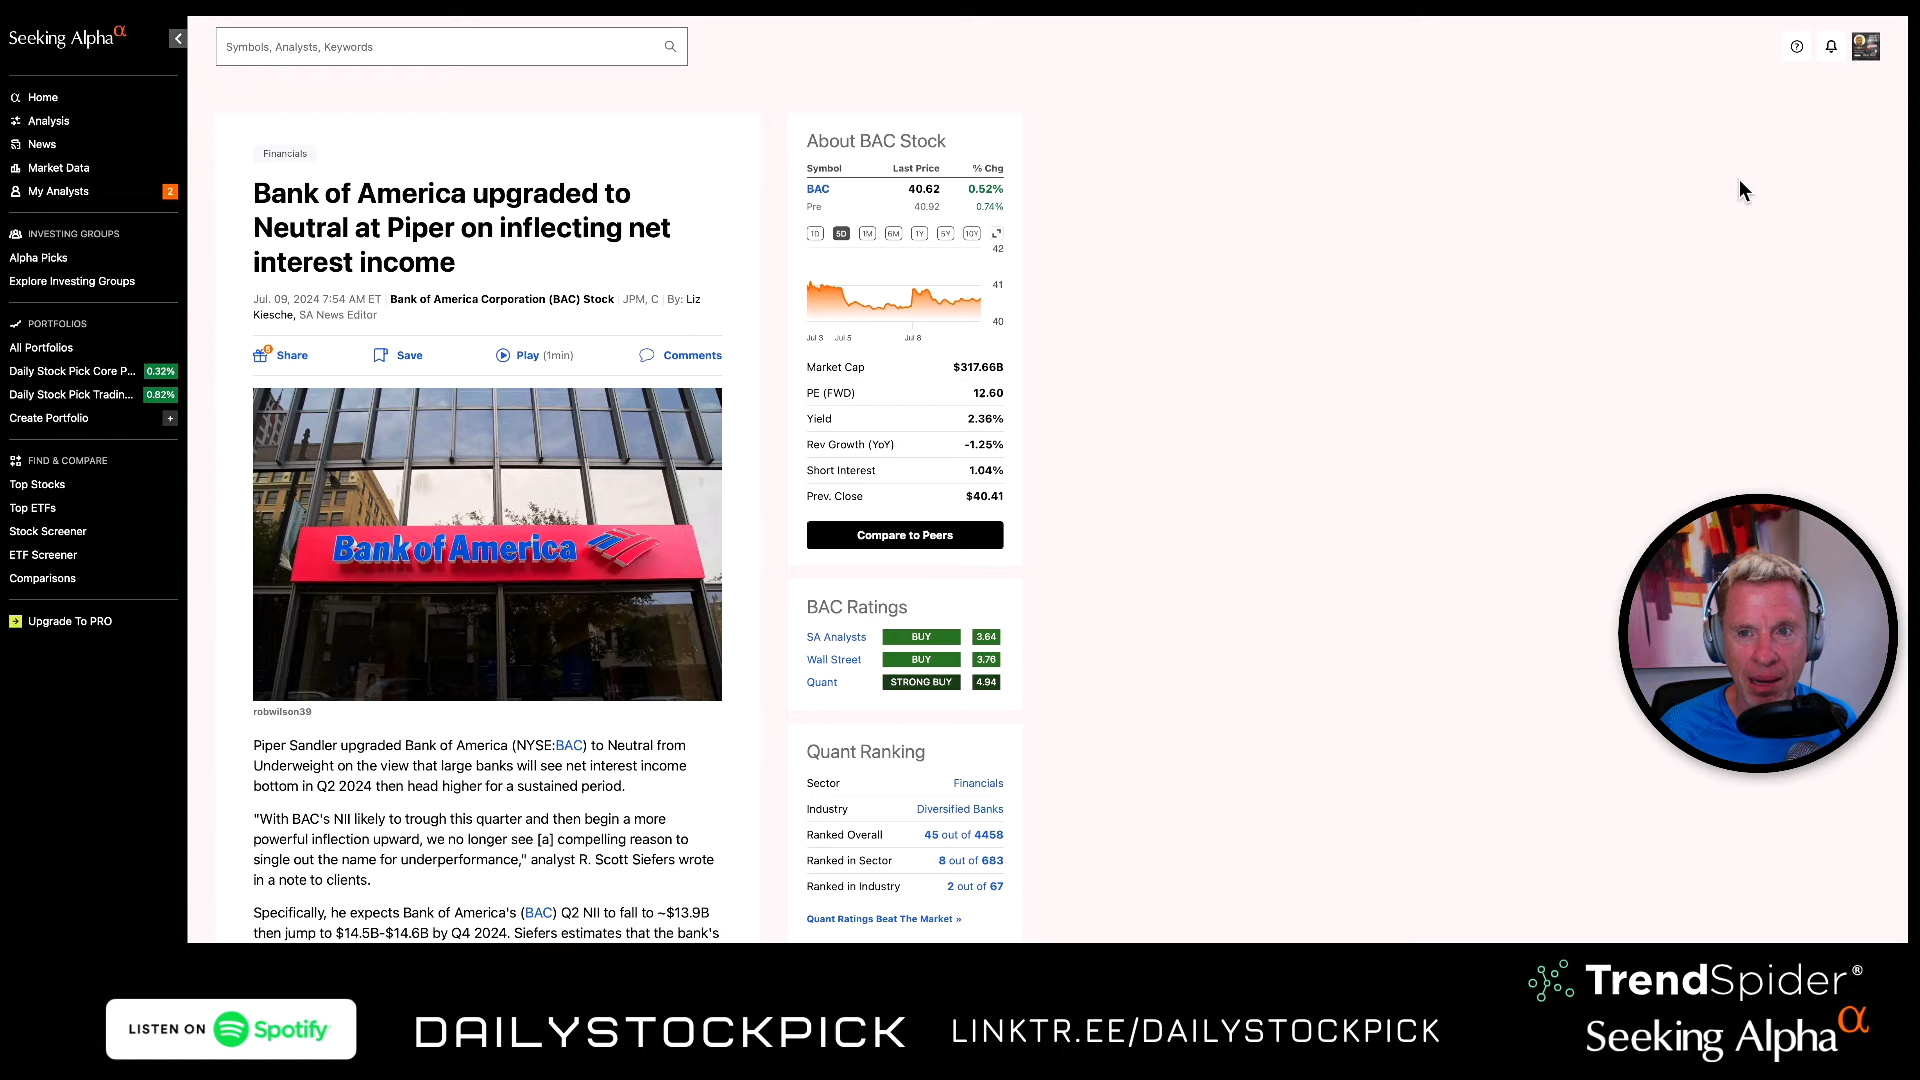 Seeking Alpha α
Symbols, Analysts, Keywords
α Home
Analysis
News
Market Data
My Analysts 2
INVESTING GROUPS
Alpha Picks
Explore Investing Groups
PORTFOLIOS
All Portfolios
Daily Stock Pick Core P... 0.32%
Daily Stock Pick Tradin... 0.82%
Create Portfolio +
FIND & COMPARE
Top Stocks
Top ETFs
Stock Screener
ETF Screener
Comparisons
Upgrade To PRO
Financials
Bank of America upgraded to
Neutral at Piper on inflecting net
interest income
Jul. 09, 2024 7:54 AM ET | Bank of America Corporation (BAC) Stock | JPM, C | By: Liz
Kiesche, SA News Editor
5 Share Save Play (1min) Comments
Bank of America
robwilson39
Piper Sandler upgraded Bank of America (NYSE:BAC) to Neutral from
Underweight on the view that large banks will see net interest income
bottom in Q2 2024 then head higher for a sustained period.
"With BAC's NII likely to trough this quarter and then begin a more
powerful inflection upward, we no longer see [a] compelling reason to
single out the name for underperformance," analyst R. Scott Siefers wrote
in a note to clients.
Specifically, he expects Bank of America's (BAC) Q2 NII to fall to ~$13.9B
then jump to $14.5B-$14.6B by Q4 2024. Siefers estimates that the bank's
About BAC Stock
Symbol Last Price % Chg
BAC 40.62 0.52%
Pre 40.92 0.74%
1D 5D 1M 6M 1Y 5Y 10Y
42
41
40
Jul 3 Jul 5 Jul 8
Market Cap $317.66B
PE (FWD) 12.60
Yield 2.36%
Rev Growth (YoY) -1.25%
Short Interest 1.04%
Prev. Close $40.41
Compare to Peers
BAC Ratings
SA Analysts BUY 3.64
Wall Street BUY 3.76
Quant STRONG BUY 4.94
Quant Ranking
Sector Financials
Industry Diversified Banks
Ranked Overall 45 out of 4458
Ranked in Sector 8 out of 683
Ranked in Industry 2 out of 67
Quant Ratings Beat The Market »
LISTEN ON Spotify
DAILYSTOCKPICK
LINKTR.EE/DAILYSTOCKPICK
TrendSpider®
Seeking Alpha α